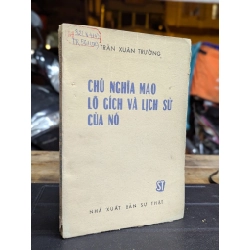 TRẦN XUÂN TRƯỜNG
CHỦ NGHĨA MAO
LÔ GÍCH VÀ LỊCH SỬ
CỦA NÓ
ST
NHÀ XUẤT BẢN SỰ THẬT